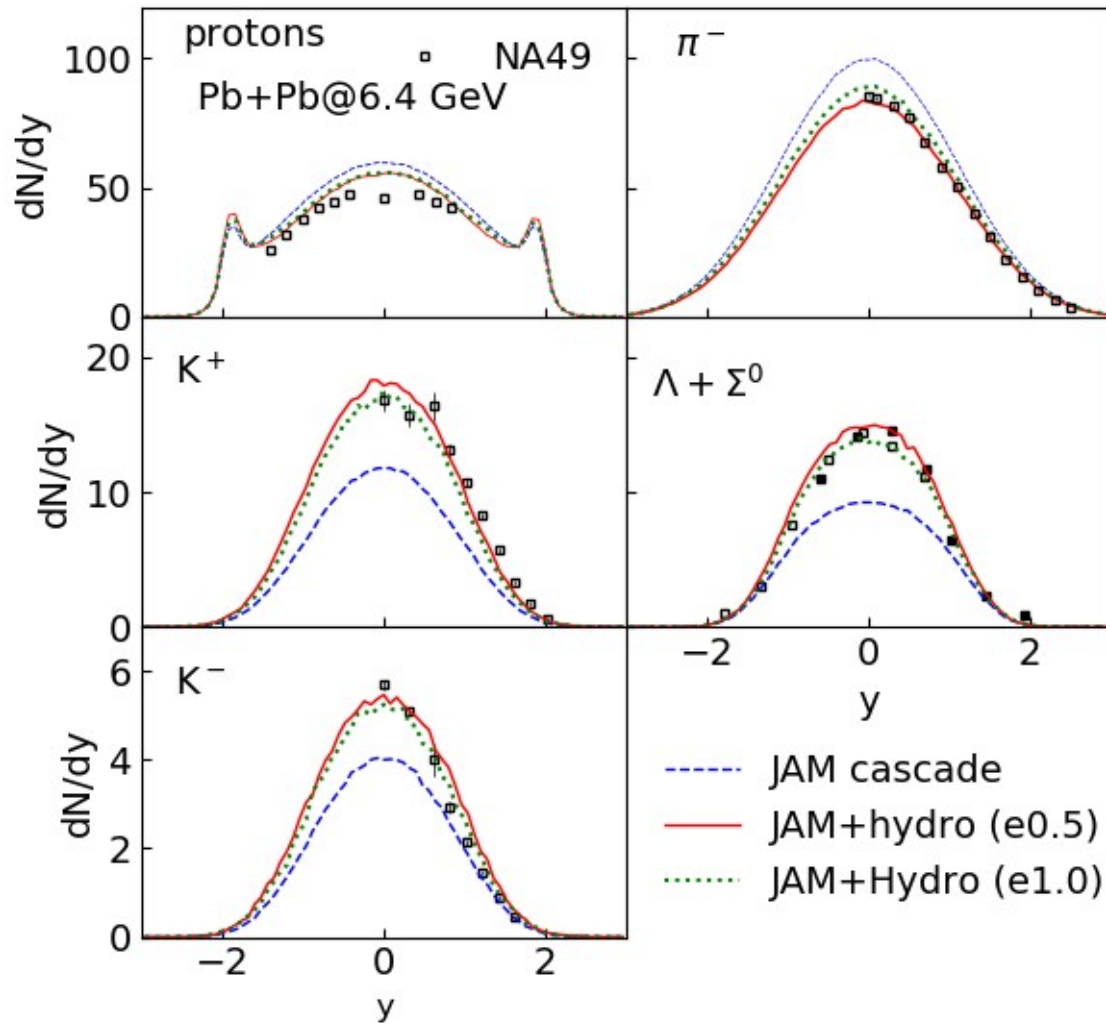 protons
NA49
Pb+Pb@6.4 GeV
π⁻
100
50
0
dN/dy
K⁺
Λ + Σ⁰
20
10
0
dN/dy
−2 0 2
y
K⁻
6
4
2
0
dN/dy
−2 0 2
y
JAM cascade
JAM+hydro (e0.5)
JAM+Hydro (e1.0)